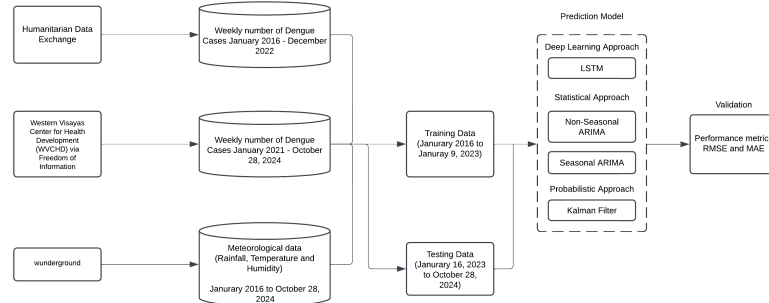 Humanitarian Data
Exchange
Weekly number of Dengue
Cases January 2016 - December
2022
Western Visayas
Center for Health
Development
(WVCHD) via
Freedom of
Information
Weekly number of Dengue
Cases January 2021 - October
28, 2024
wunderground
Meteorological data
(Rainfall, Temperature and
Humidity)
Janurary 2016 to October 28,
2024
Training Data
(Janurary 2016 to
Januray 9, 2023)
Testing Data
(Janurary 16, 2023
to October 28,
2024)
Prediction Model
Deep Learning Approach
LSTM
Statistical Approach
Non-Seasonal
ARIMA
Seasonal ARIMA
Probabilistic Approach
Kalman Filter
Validation
Performance metric
RMSE and MAE